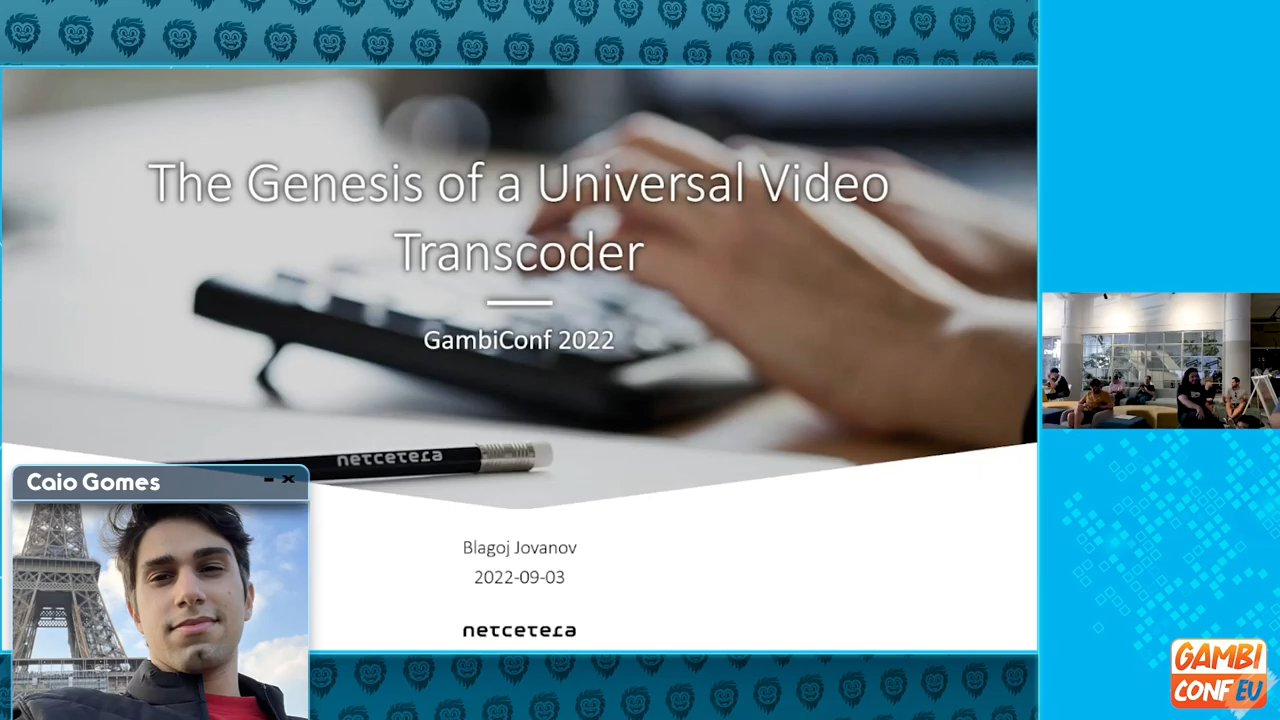 The Genesis of a Universal Video
Transcoder
GambiConf 2022
netcetera
Caio Gomes
Blagoj Jovanov
2022-09-03
netcetera
GAMBI
CONF EU